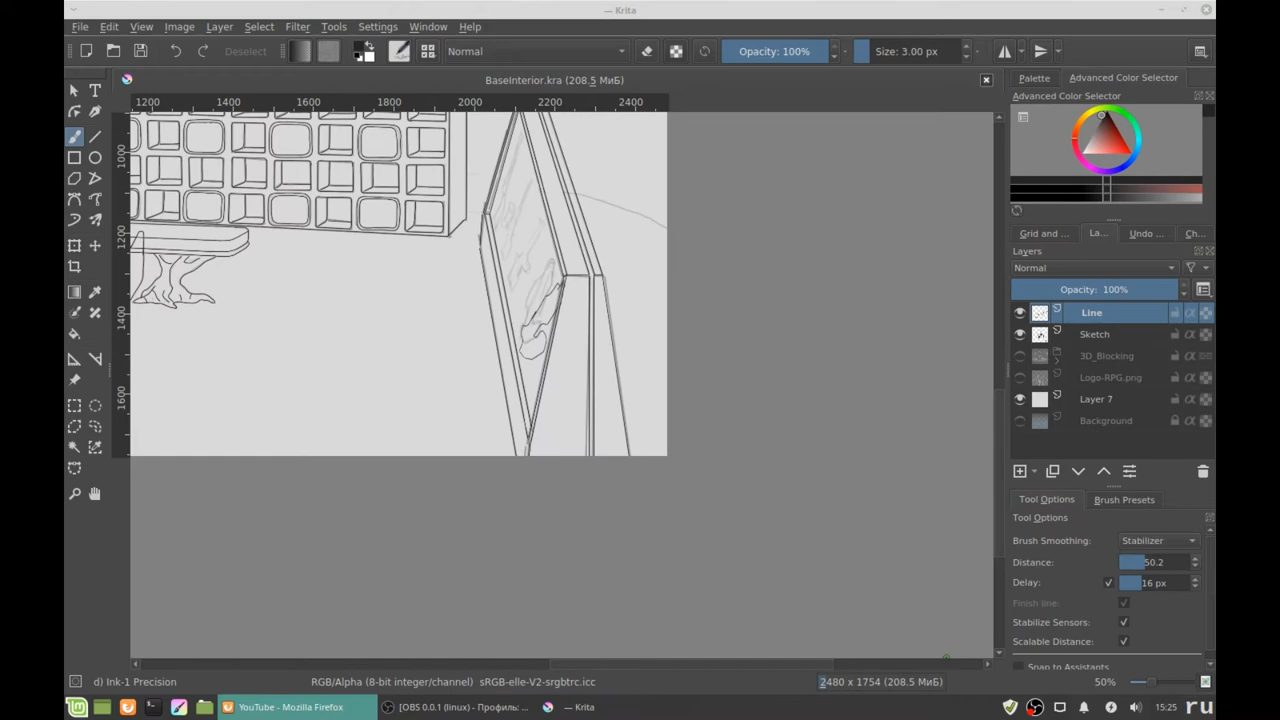 — Krita
File Edit View Image Layer Select Filter Tools Settings Window Help
Deselect Normal Opacity: 100% Size: 3.00 px
BaseInterior.kra (208.5 МиБ)
Palette Advanced Color Selector
Advanced Color Selector
1200 1400 1600 1800 2000 2200 2400
1000
1200
1400
1600
Grid and ... La... Undo ... Ch...
Layers
Normal
Opacity: 100%
Line
Sketch
3D_Blocking
Logo-RPG.png
Layer 7
Background
Tool Options Brush Presets
Tool Options
Brush Smoothing: Stabilizer
Distance: 50.2
Delay: 16 px
Finish line:
Stabilize Sensors:
Scalable Distance:
Snap to Assistants
d) Ink-1 Precision RGB/Alpha (8-bit integer/channel) sRGB-elle-V2-srgbtrc.icc 2480 x 1754 (208.5 МиБ) 50%
YouTube - Mozilla Firefox [OBS 0.0.1 (linux) - Профиль: ... — Krita 15:25 ru